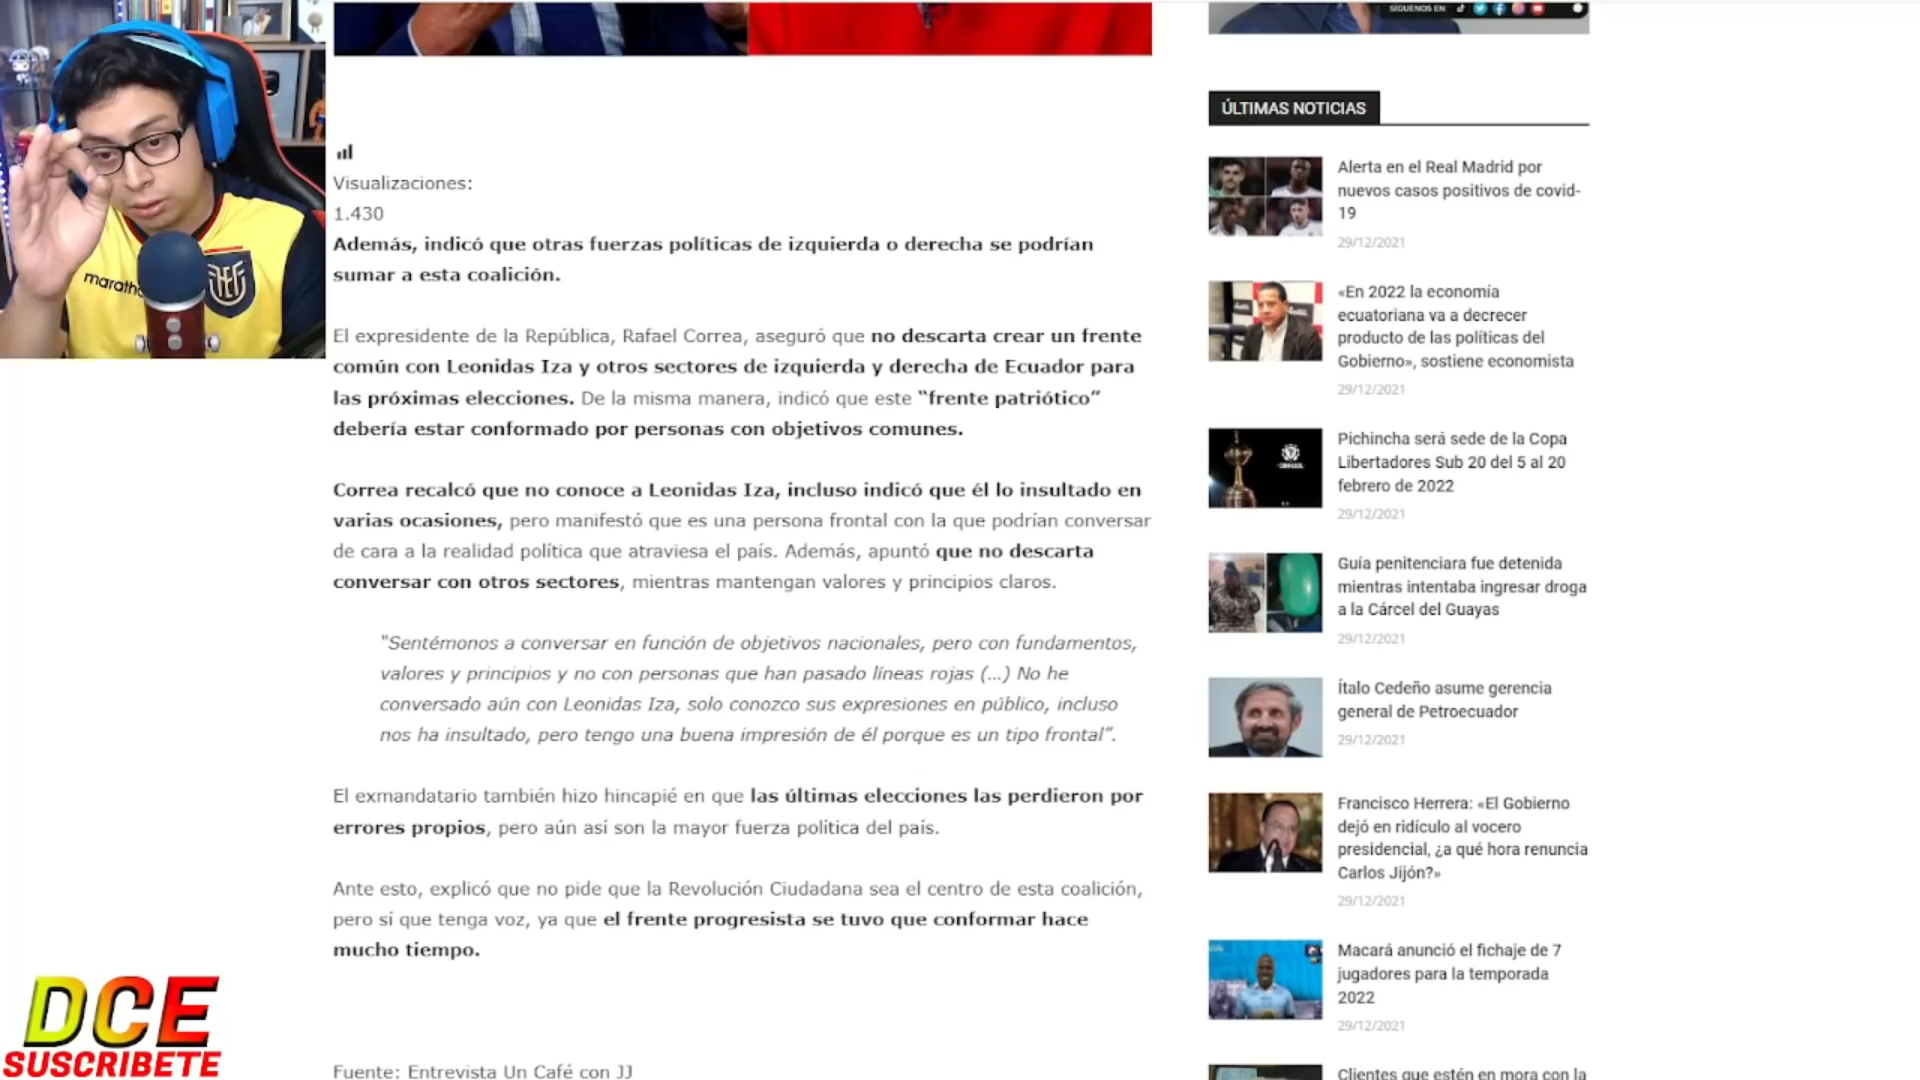 SÍGUENOS EN
marath
FEF
Visualizaciones:
1.430
Además, indicó que otras fuerzas políticas de izquierda o derecha se podrían
sumar a esta coalición.
El expresidente de la República, Rafael Correa, aseguró que no descarta crear un frente
común con Leonidas Iza y otros sectores de izquierda y derecha de Ecuador para
las próximas elecciones. De la misma manera, indicó que este “frente patriótico”
debería estar conformado por personas con objetivos comunes.
Correa recalcó que no conoce a Leonidas Iza, incluso indicó que él lo insultado en
varias ocasiones, pero manifestó que es una persona frontal con la que podrían conversar
de cara a la realidad política que atraviesa el país. Además, apuntó que no descarta
conversar con otros sectores, mientras mantengan valores y principios claros.
“Sentémonos a conversar en función de objetivos nacionales, pero con fundamentos,
valores y principios y no con personas que han pasado líneas rojas (…) No he
conversado aún con Leonidas Iza, solo conozco sus expresiones en público, incluso
nos ha insultado, pero tengo una buena impresión de él porque es un tipo frontal”.
El exmandatario también hizo hincapié en que las últimas elecciones las perdieron por
errores propios, pero aún así son la mayor fuerza política del país.
Ante esto, explicó que no pide que la Revolución Ciudadana sea el centro de esta coalición,
pero sí que tenga voz, ya que el frente progresista se tuvo que conformar hace
mucho tiempo.
Fuente: Entrevista Un Café con JJ
DCE
SUSCRIBETE
ÚLTIMAS NOTICIAS
Alerta en el Real Madrid por
nuevos casos positivos de covid-
19
29/12/2021
«En 2022 la economía
ecuatoriana va a decrecer
producto de las políticas del
Gobierno», sostiene economista
29/12/2021
Pichincha será sede de la Copa
Libertadores Sub 20 del 5 al 20
febrero de 2022
29/12/2021
Guía penitenciara fue detenida
mientras intentaba ingresar droga
a la Cárcel del Guayas
29/12/2021
Ítalo Cedeño asume gerencia
general de Petroecuador
29/12/2021
Francisco Herrera: «El Gobierno
dejó en ridículo al vocero
presidencial, ¿a qué hora renuncia
Carlos Jijón?»
29/12/2021
Macará anunció el fichaje de 7
jugadores para la temporada
2022
29/12/2021
Clientes que estén en mora con la